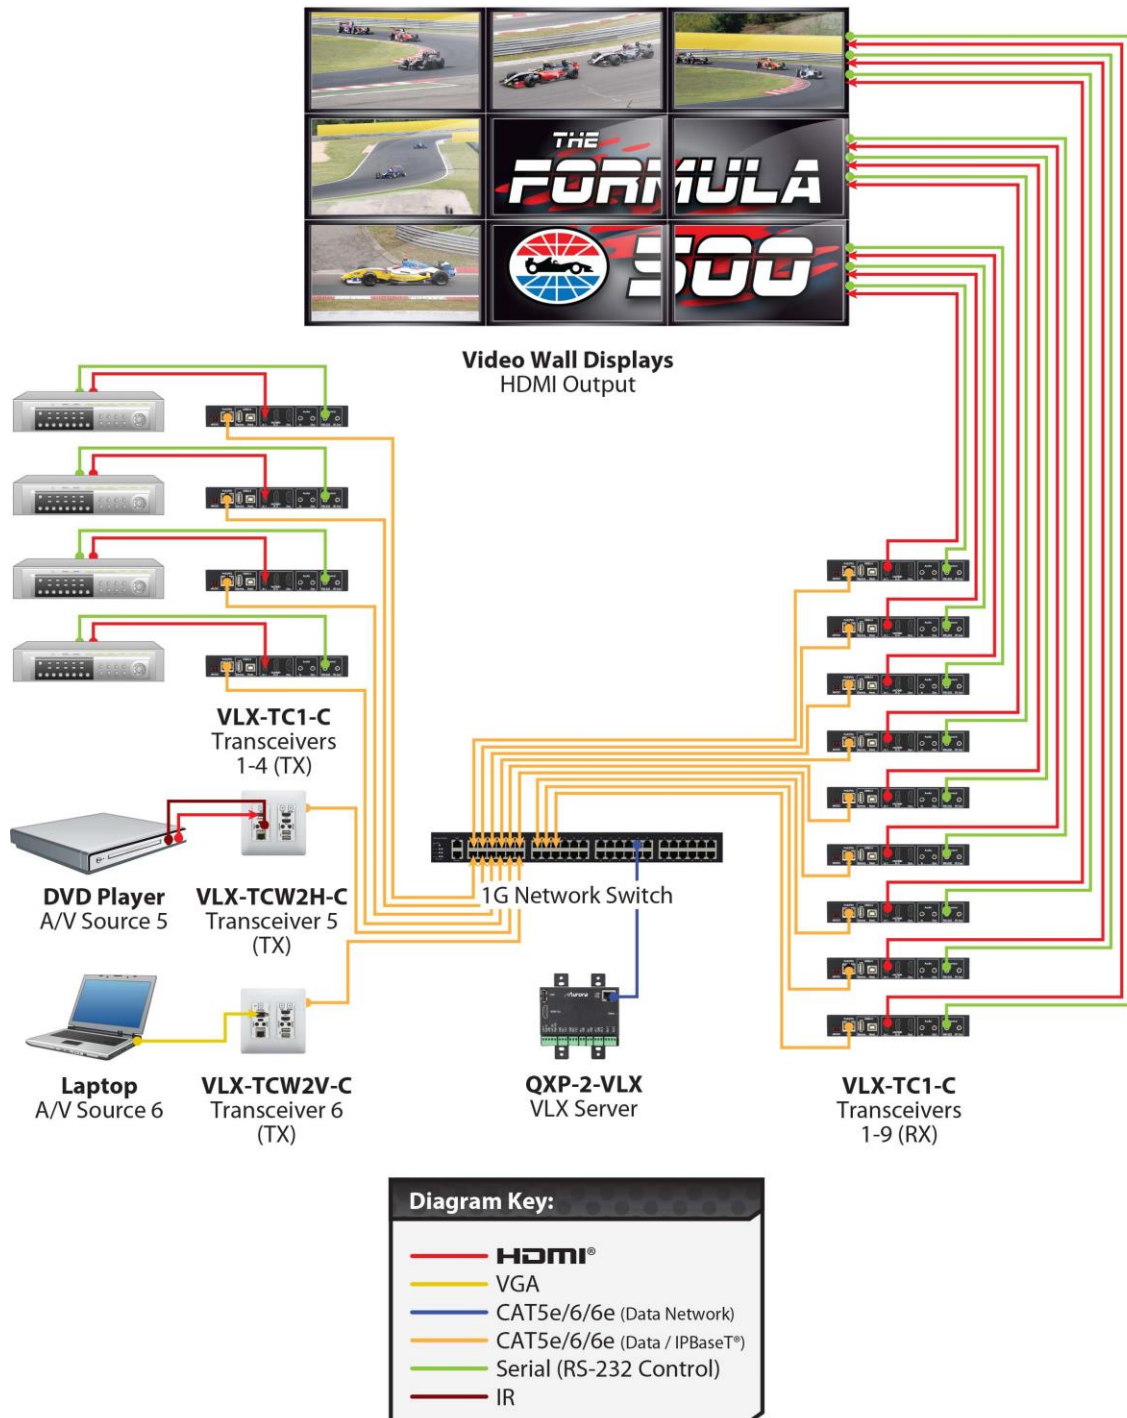 THE
FORMULA
500
Video Wall Displays
HDMI Output
VLX-TC1-C
Transceivers
1-4 (TX)
DVD Player
A/V Source 5
VLX-TCW2H-C
Transceiver 5
(TX)
1G Network Switch
Laptop
A/V Source 6
VLX-TCW2V-C
Transceiver 6
(TX)
Aurora
QXP-2-VLX
VLX Server
VLX-TC1-C
Transceivers
1-9 (RX)
Diagram Key:
HDMI®
VGA
CAT5e/6/6e (Data Network)
CAT5e/6/6e (Data / IPBaseT®)
Serial (RS-232 Control)
IR